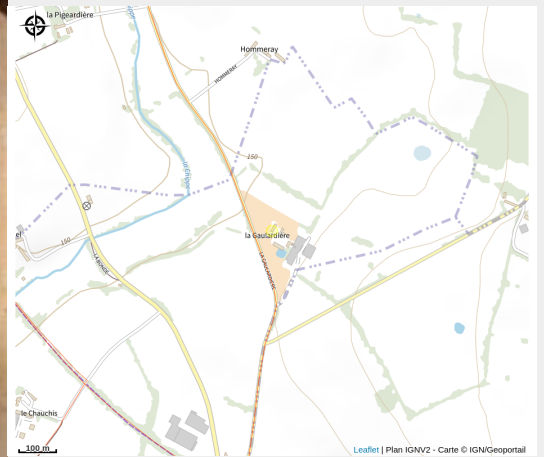 la Pigeardière
Hommeray
HOMMERAY
150
la Gaulardière
LA GAULARDIÈRE
150
LA RONDE
le Chauchis
100 m
Leaflet | Plan IGNV2 - Carte © IGN/Geoportail